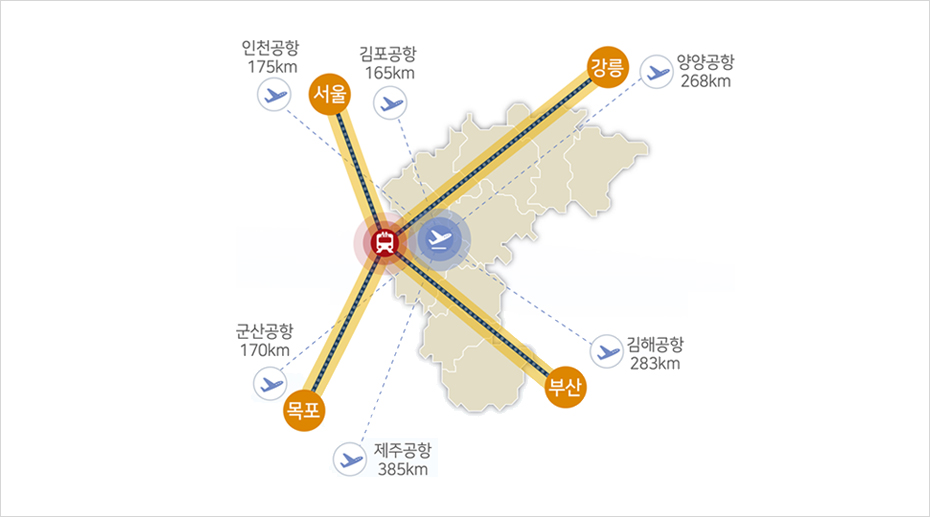 인천공항
175km
김포공항
165km
서울
강릉
양양공항
268km
군산공항
170km
목포
제주공항
385km
부산
김해공항
283km